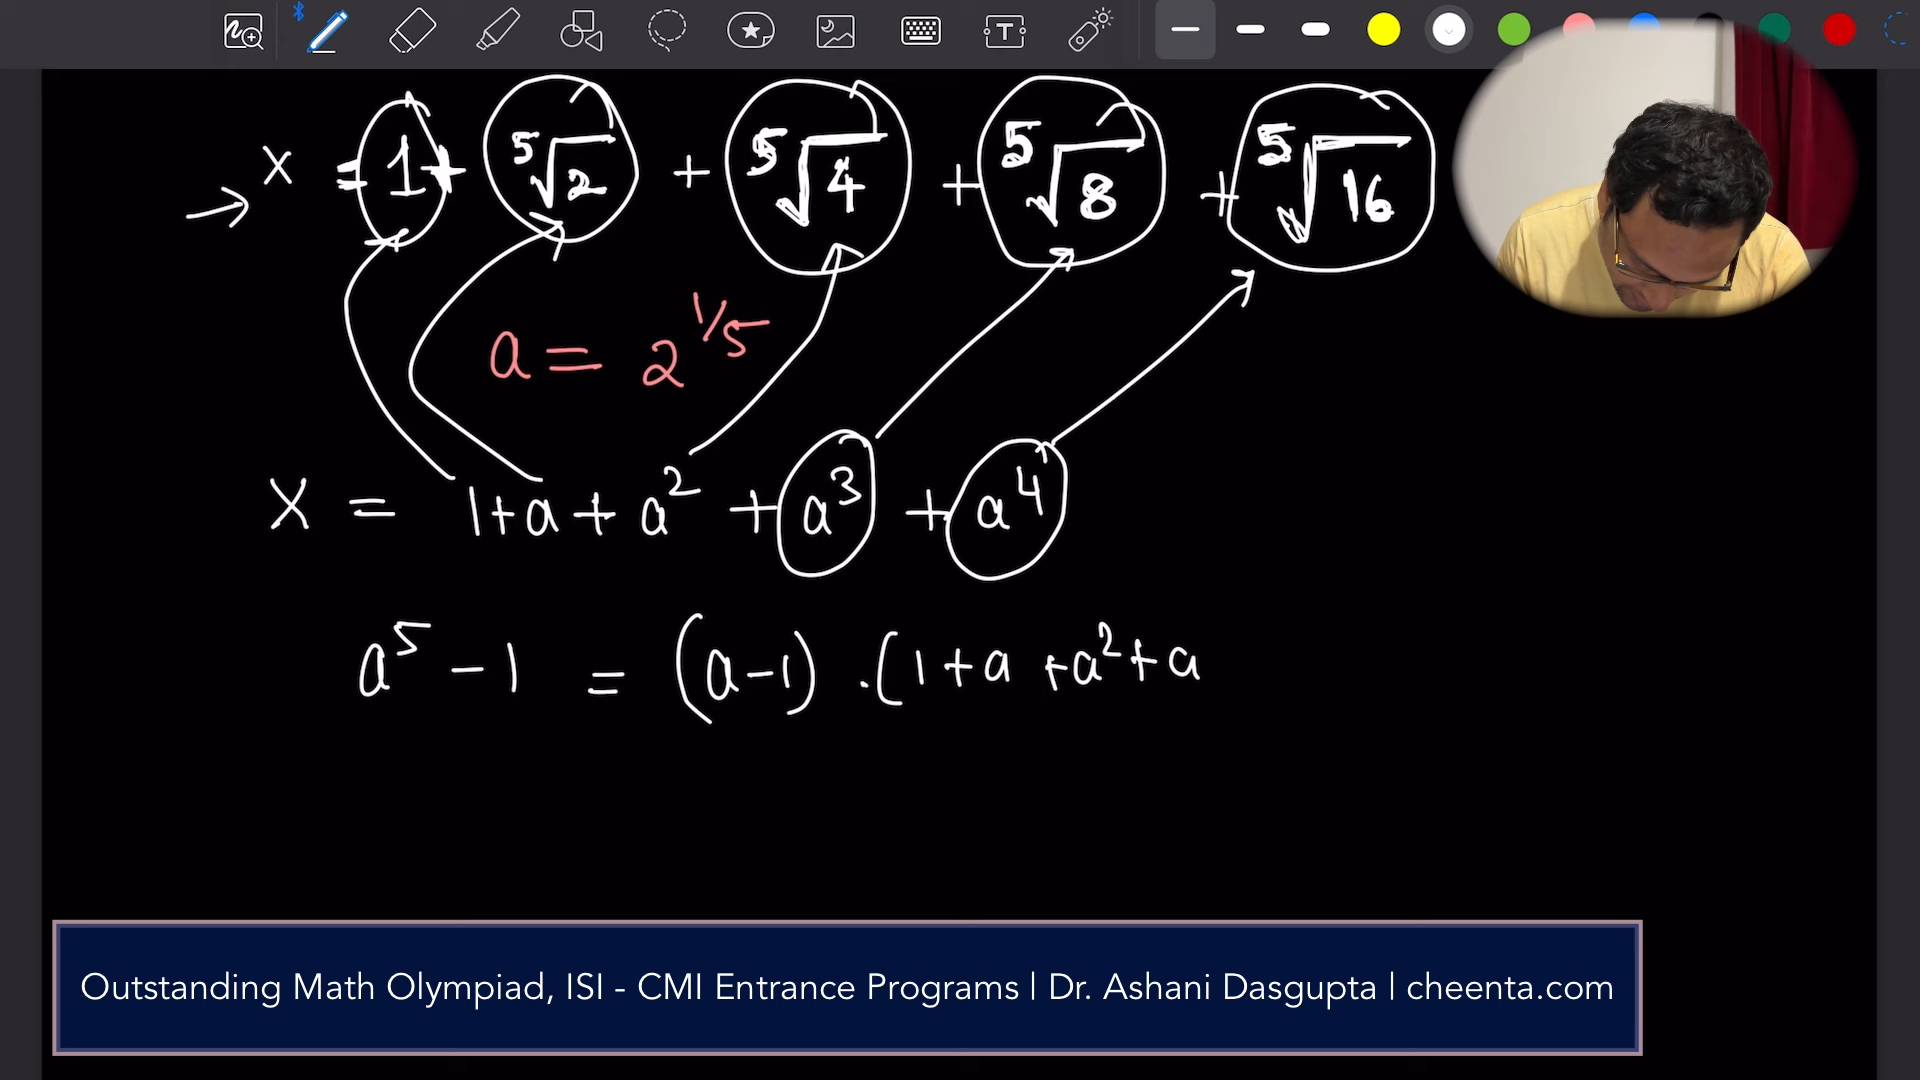 → x = 1 + ⁵√2 + ⁵√4 + ⁵√8 + ⁵√16
a = 2^1/5
x = 1+a + a² + a³ + a⁴
a⁵ - 1 = (a-1) .(1+a +a²+a
Outstanding Math Olympiad, ISI - CMI Entrance Programs | Dr. Ashani Dasgupta | cheenta.com